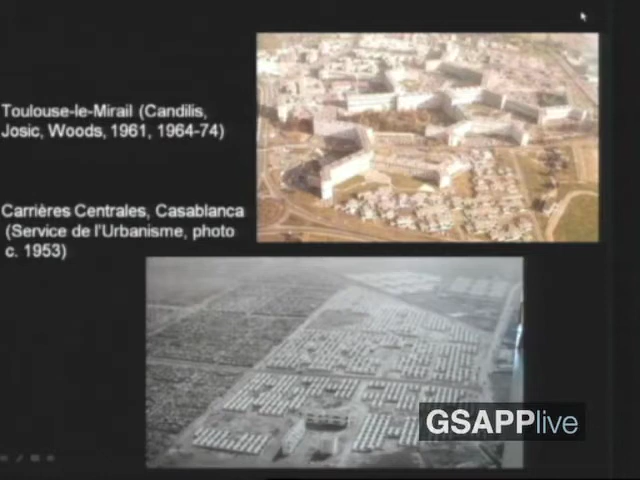 Toulouse-le-Mirail (Candilis,
Josic, Woods, 1961, 1964-74)
Carrières Centrales, Casablanca
(Service de l'Urbanisme, photo
c. 1953)
GSAPPlive